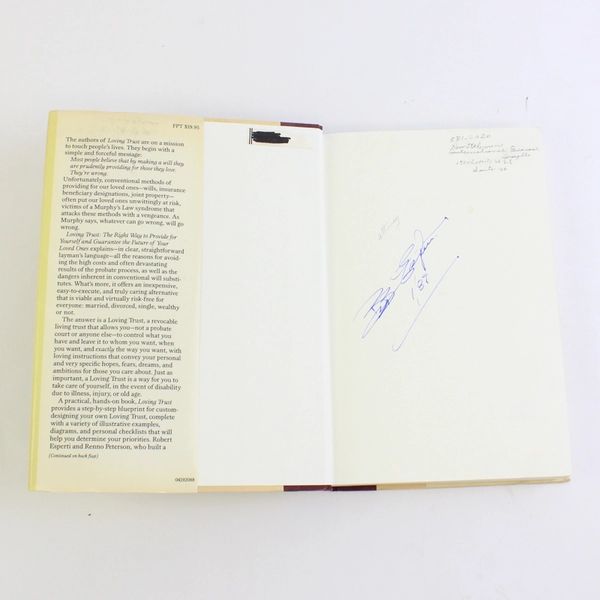 FPT $19.95
The authors of Loving Trust are on a mission
to touch people's lives. They begin with a
simple and forceful message:
Most people believe that by making a will they
are prudently providing for those they love.
They're wrong.
Unfortunately, conventional methods of
providing for our loved ones—wills, insurance
beneficiary designations, joint property—
often put our loved ones unwittingly at risk,
victims of a Murphy's Law syndrome that
attacks these methods with a vengeance. As
Murphy says, whatever can go wrong, will go
wrong.
Loving Trust: The Right Way to Provide for
Yourself and Guarantee the Future of Your
Loved Ones explains—in clear, straightforward
layman's language—all the reasons for avoid-
ing the high costs and often devastating
results of the probate process, as well as the
dangers inherent in conventional will substi-
tutes. What's more, it offers an inexpensive,
easy-to-execute, and truly caring alternative
that is viable and virtually risk-free for
everyone: married, divorced, single, wealthy
or not.
The answer is a Loving Trust, a revocable
living trust that allows you—not a probate
court or anyone else—to control what you
have and leave it to whom you want, when
you want, and exactly the way you want, with
loving instructions that convey your personal
and very specific hopes, fears, dreams, and
ambitions for those you care about. Just as
important, a Loving Trust is a way for you to
take care of yourself, in the event of disability
due to illness, injury, or old age.
A practical, hands-on book, Loving Trust
provides a step-by-step blueprint for custom-
designing your own Loving Trust, complete
with a variety of illustrative examples,
diagrams, and personal checklists that will
help you determine your priorities. Robert
Esperti and Renno Peterson, who built a
(Continued on back flap)